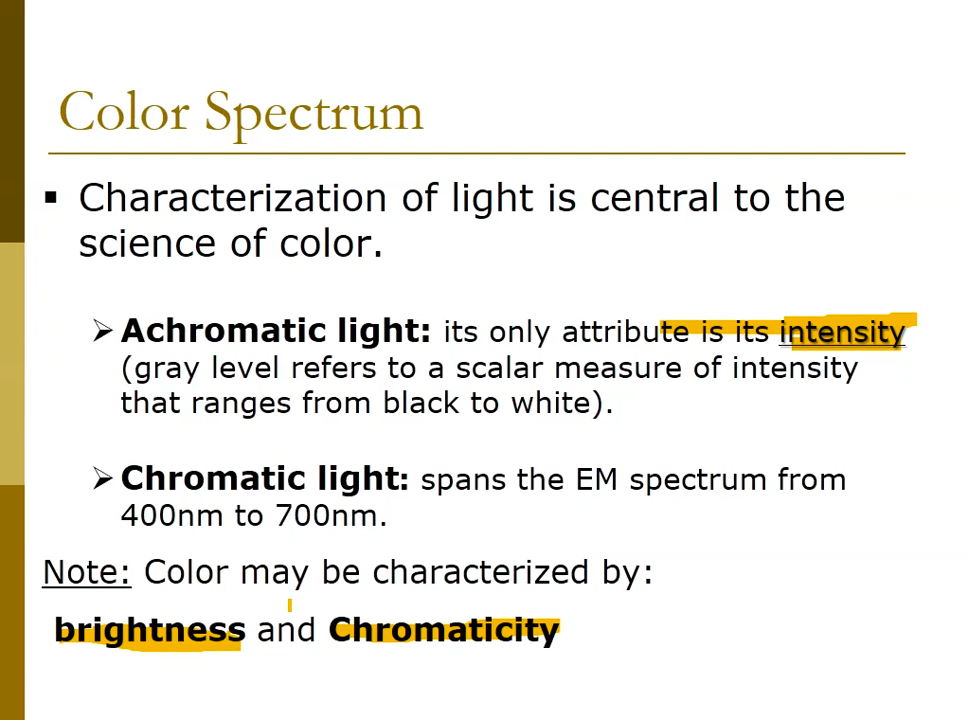 Color Spectrum
▪ Characterization of light is central to the
science of color.
➢ Achromatic light: its only attribute is its intensity
(gray level refers to a scalar measure of intensity
that ranges from black to white).
➢ Chromatic light: spans the EM spectrum from
400nm to 700nm.
Note: Color may be characterized by:
brightness and Chromaticity